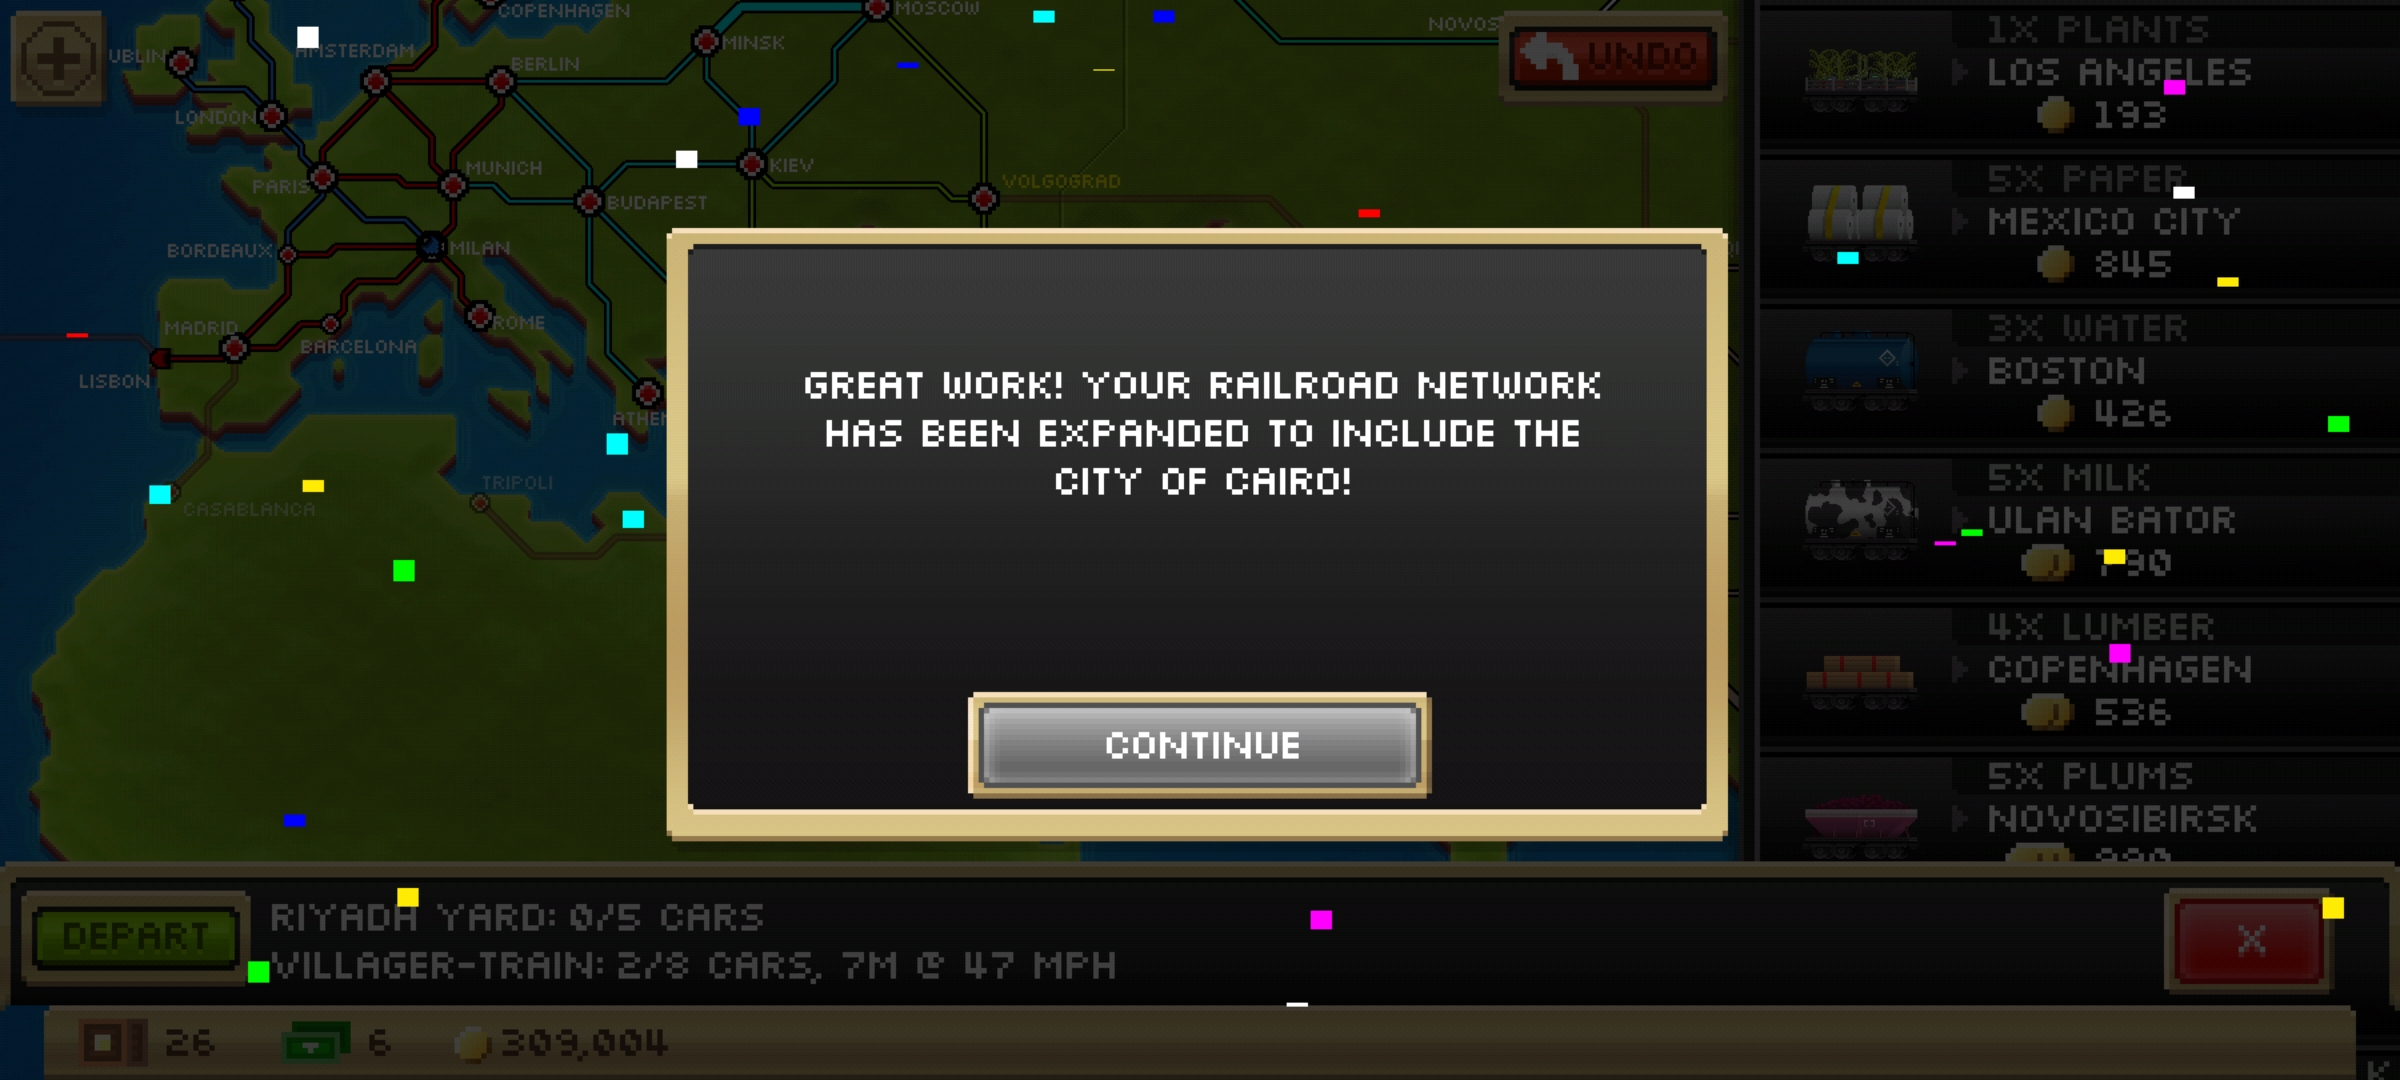 COPENHAGEN
MOSCOW
MINSK
UBLIN
AMSTERDAM
BERLIN
NOVOS
UNDO
LONDON
MUNICH
KIEV
PARIS
BUDAPEST
VOLGOGRAD
BORDEAUX
MILAN
MADRID
ROME
BARCELONA
LISBON
ATHEN
TRIPOLI
CASABLANCA
GREAT WORK! YOUR RAILROAD NETWORK
HAS BEEN EXPANDED TO INCLUDE THE
CITY OF CAIRO!
CONTINUE
1X PLANTS
LOS ANGELES
193
5X PAPER
MEXICO CITY
845
3X WATER
BOSTON
426
5X MILK
ULAN BATOR
790
4X LUMBER
COPENHAGEN
536
5X PLUMS
NOVOSIBIRSK
DEPART
RIYADH YARD: 0/5 CARS
VILLAGER-TRAIN: 2/8 CARS, 7M @ 47 MPH
X
26
6
309,004